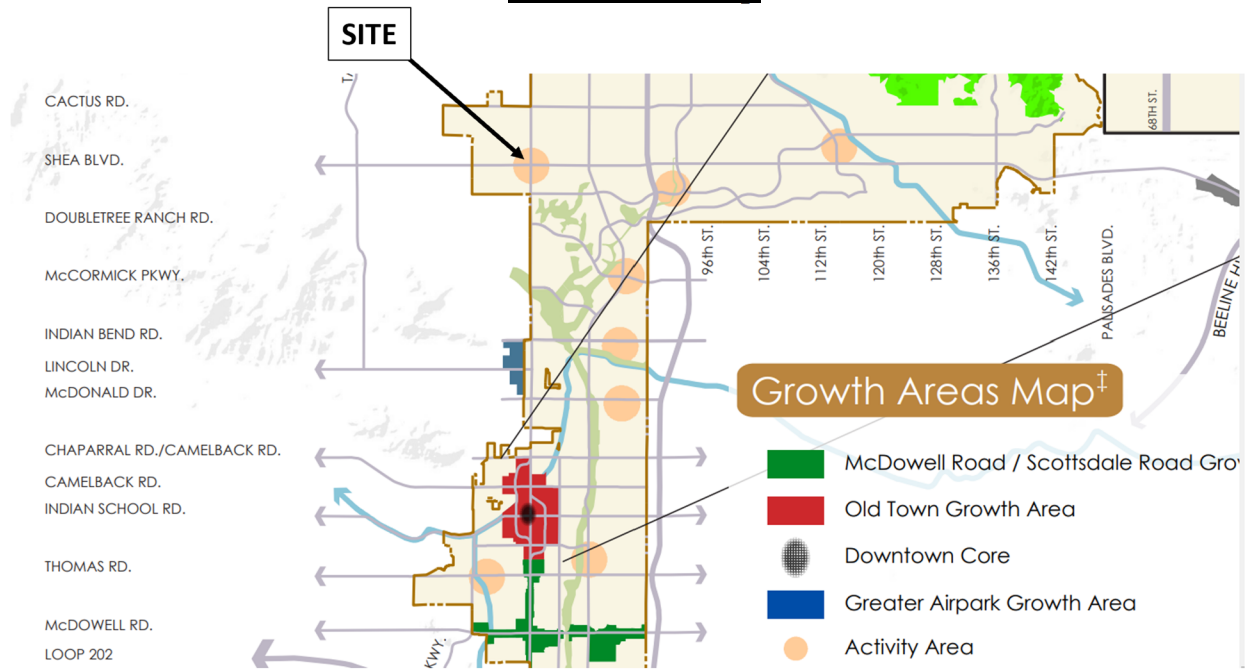 SITE
CACTUS RD.
SHEA BLVD.
DOUBLETREE RANCH RD.
McCORMICK PKWY.
INDIAN BEND RD.
LINCOLN DR.
McDONALD DR.
CHAPARRAL RD./CAMELBACK RD.
CAMELBACK RD.
INDIAN SCHOOL RD.
THOMAS RD.
McDOWELL RD.
LOOP 202
68TH ST.
96th ST.
104th ST.
112th ST.
120th ST.
128th ST.
136th ST.
142th ST.
PALISADES BLVD.
BEELINE H
KWY.
Growth Areas Map‡
McDowell Road / Scottsdale Road Grov
Old Town Growth Area
Downtown Core
Greater Airpark Growth Area
Activity Area